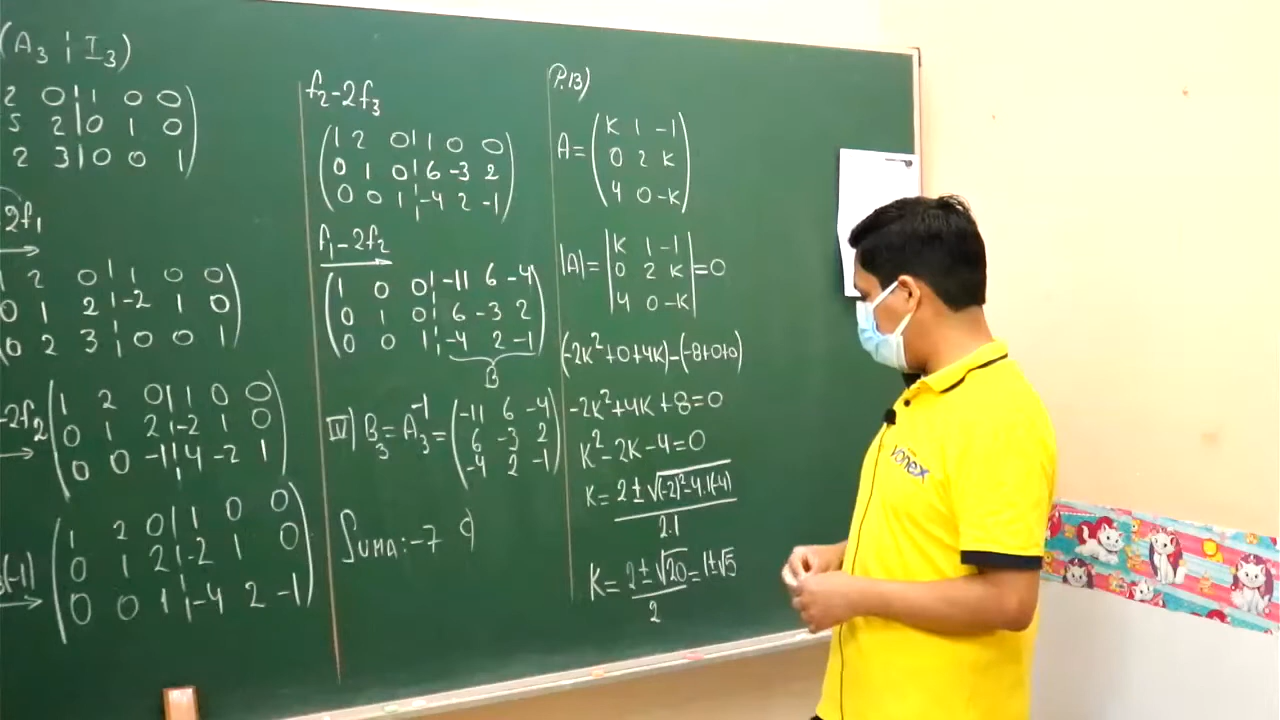 (A₃ ¦ I₃)
2 0 | 1 0 0
5 2 | 0 1 0
2 3 | 0 0 1
2f₁
1 2 0 ¦ 1 0 0
0 1 2 ¦ -2 1 0
0 2 3 ¦ 0 0 1
-2f₂
1 2 0 ¦ 1 0 0
0 1 2 ¦ -2 1 0
0 0 -1 ¦ 4 -2 1
(-1)
1 2 0 ¦ 1 0 0
0 1 2 ¦ -2 1 0
0 0 1 ¦ -4 2 -1
f₂-2f₃
1 2 0 ¦ 1 0 0
0 1 0 ¦ 6 -3 2
0 0 1 ¦ -4 2 -1
f₁-2f₂
1 0 0 ¦ -11 6 -4
0 1 0 ¦ 6 -3 2
0 0 1 ¦ -4 2 -1
B
IV) B₃ = A₃⁻¹ =
-11 6 -4
6 -3 2
-4 2 -1
SUMA: -7
P.13)
A=
K 1 -1
0 2 K
4 0 -K
|A|=
K 1 -1
0 2 K
4 0 -K
=0
(-2K²+0+4K)-(-8+0+0)
-2K²+4K+8=0
K²-2K-4=0
K= 2±√(-2)²-4.1(-4)
2.1
K= 2±√20 = 1±√5
2
vonex